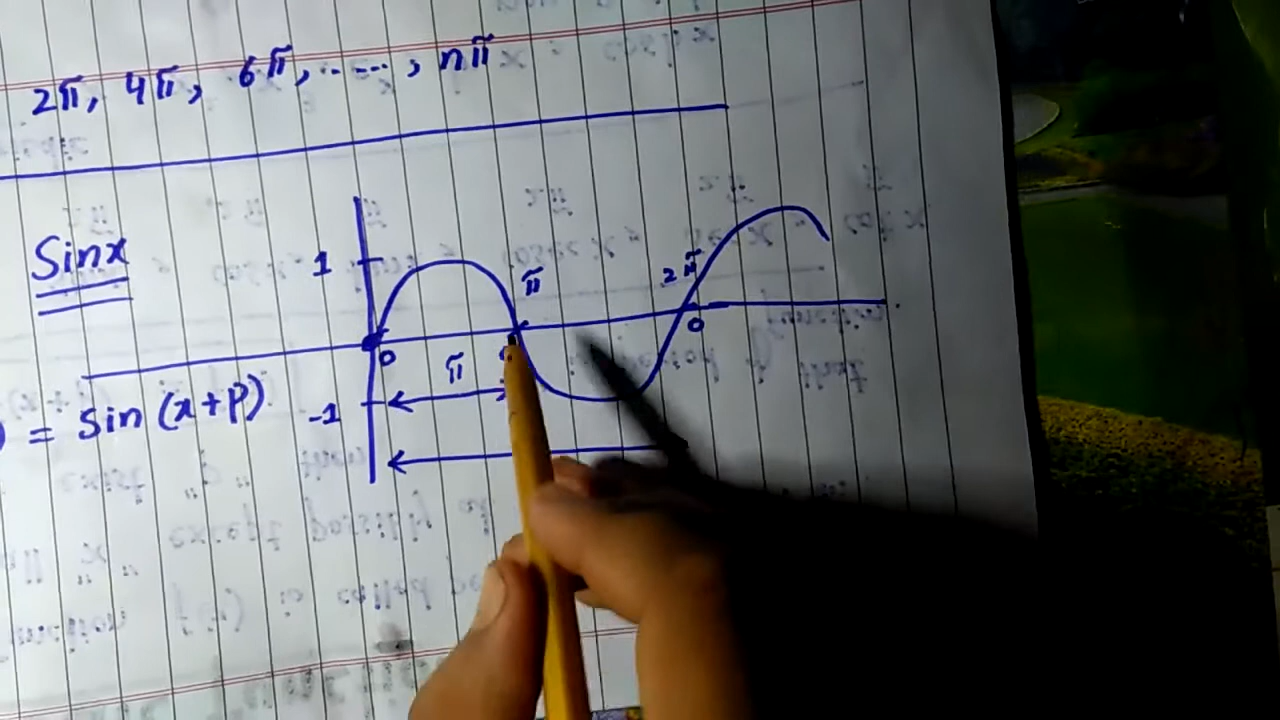 2π, 4π, 6π, ....., nπ
Sinx
1
π
2π
0
0
π
-1
) = sin (x+P)